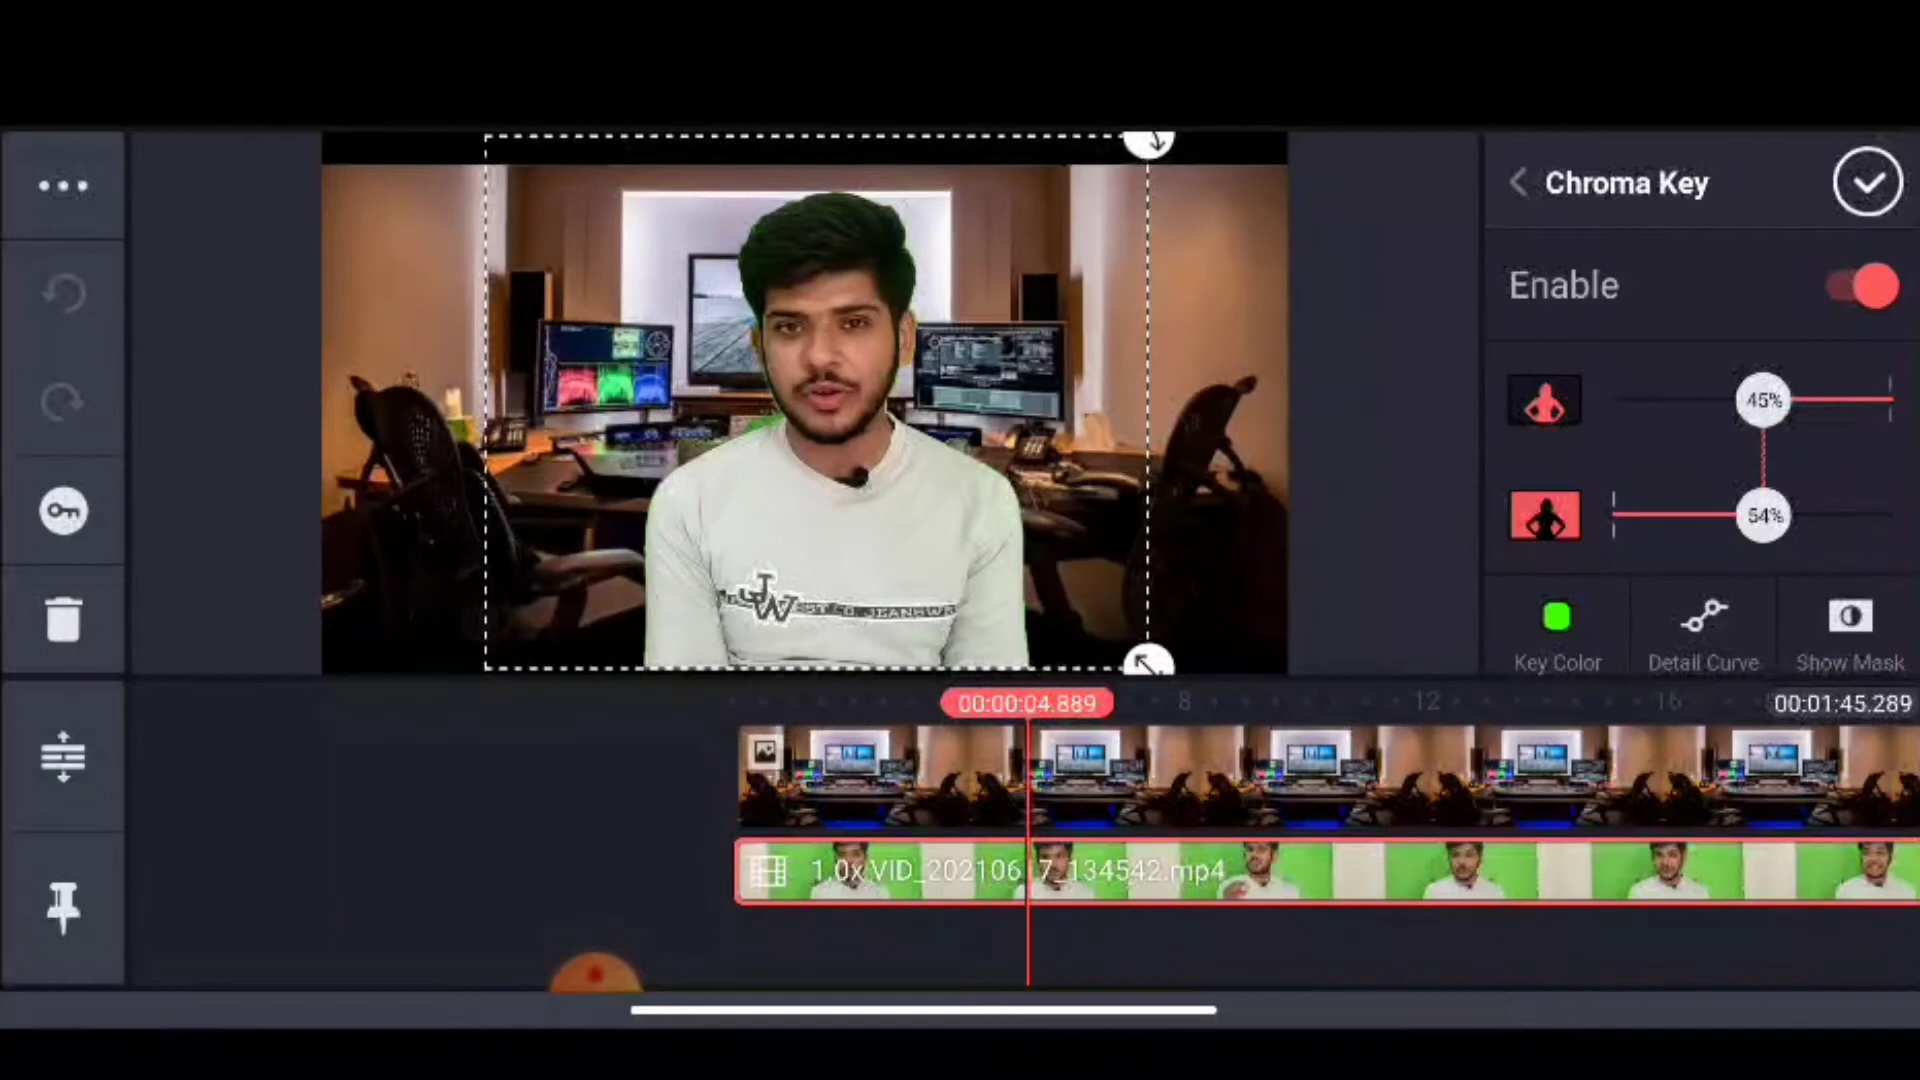 Chroma Key
Enable
45%
54%
Key Color
Detail Curve
Show Mask
JW
00:00:04.889
8
12
16
00:01:45.289
1.0x VID_20210617_134542.mp4